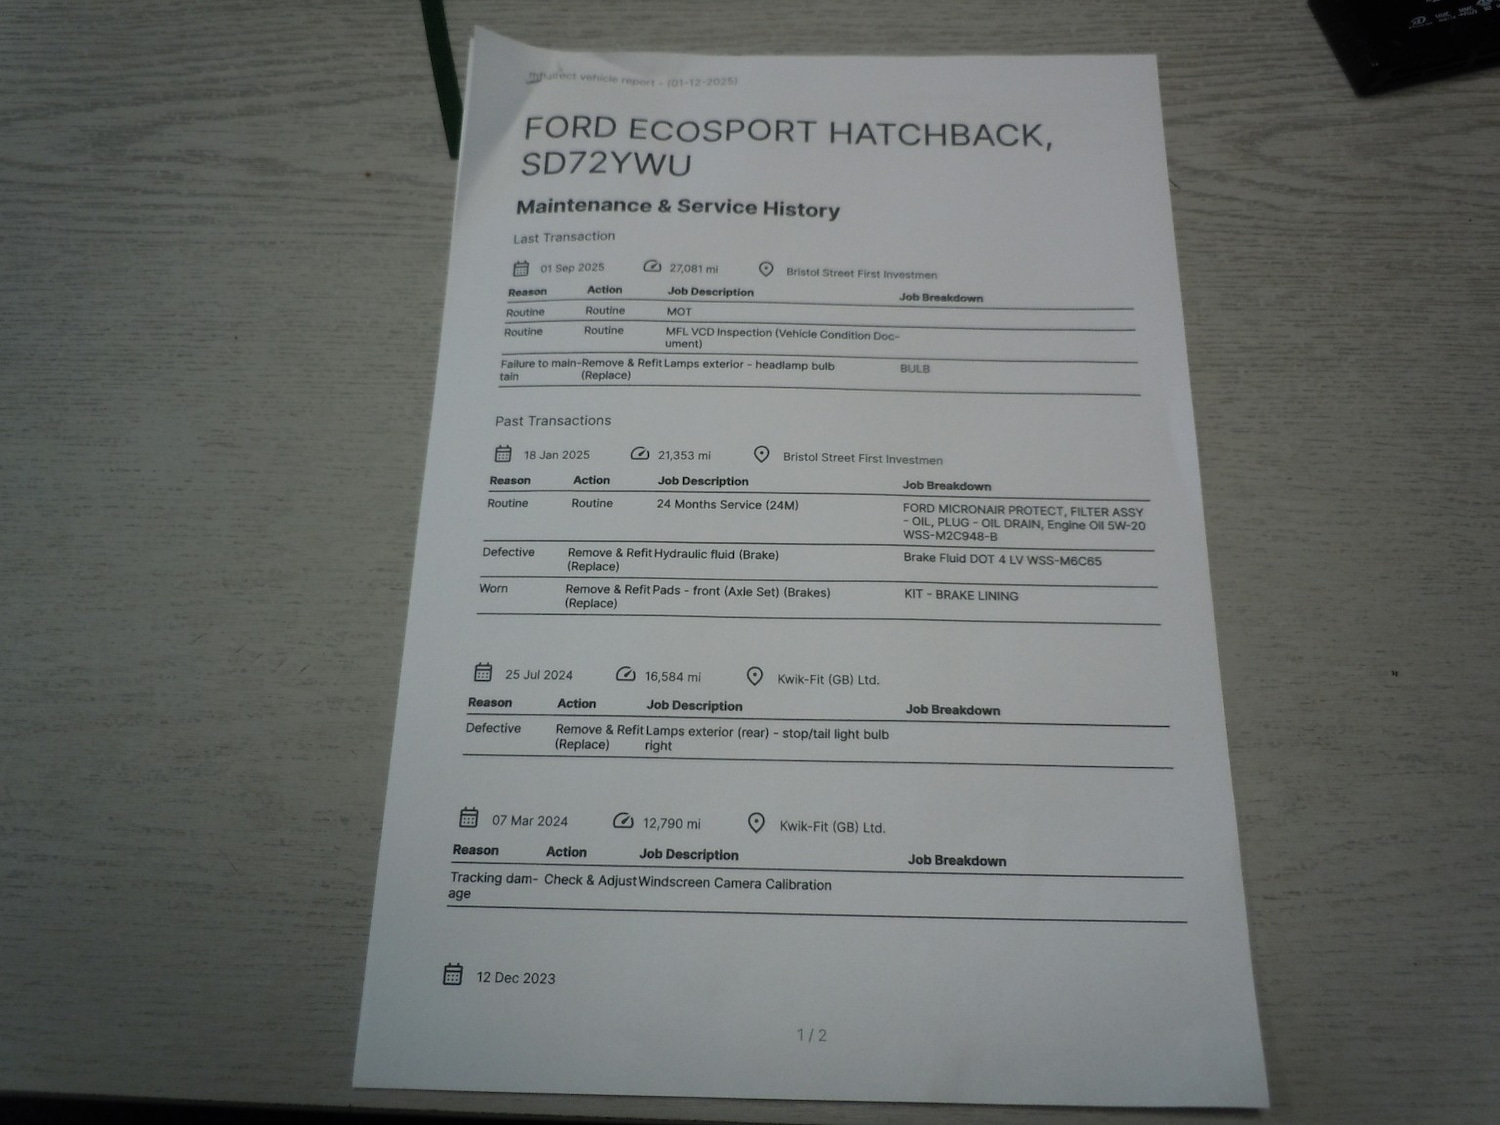 direct vehicle report - (01-12-2025)
FORD ECOSPORT HATCHBACK,
SD72YWU
Maintenance & Service History
Last Transaction
01 Sep 2025 27,081 mi Bristol Street First Investmen
Reason Action Job Description Job Breakdown
Routine Routine MOT
Routine Routine MFL VCD Inspection (Vehicle Condition Doc-
ument)
Failure to main- Remove & Refit Lamps exterior - headlamp bulb BULB
tain (Replace)
Past Transactions
18 Jan 2025 21,353 mi Bristol Street First Investmen
Reason Action Job Description Job Breakdown
Routine Routine 24 Months Service (24M) FORD MICRONAIR PROTECT, FILTER ASSY
- OIL, PLUG - OIL DRAIN, Engine Oil 5W-20
WSS-M2C948-B
Defective Remove & Refit Hydraulic fluid (Brake) Brake Fluid DOT 4 LV WSS-M6C65
(Replace)
Worn Remove & Refit Pads - front (Axle Set) (Brakes) KIT - BRAKE LINING
(Replace)
25 Jul 2024 16,584 mi Kwik-Fit (GB) Ltd.
Reason Action Job Description Job Breakdown
Defective Remove & Refit Lamps exterior (rear) - stop/tail light bulb
(Replace) right
07 Mar 2024 12,790 mi Kwik-Fit (GB) Ltd.
Reason Action Job Description Job Breakdown
Tracking dam- Check & Adjust Windscreen Camera Calibration
age
12 Dec 2023
1 / 2